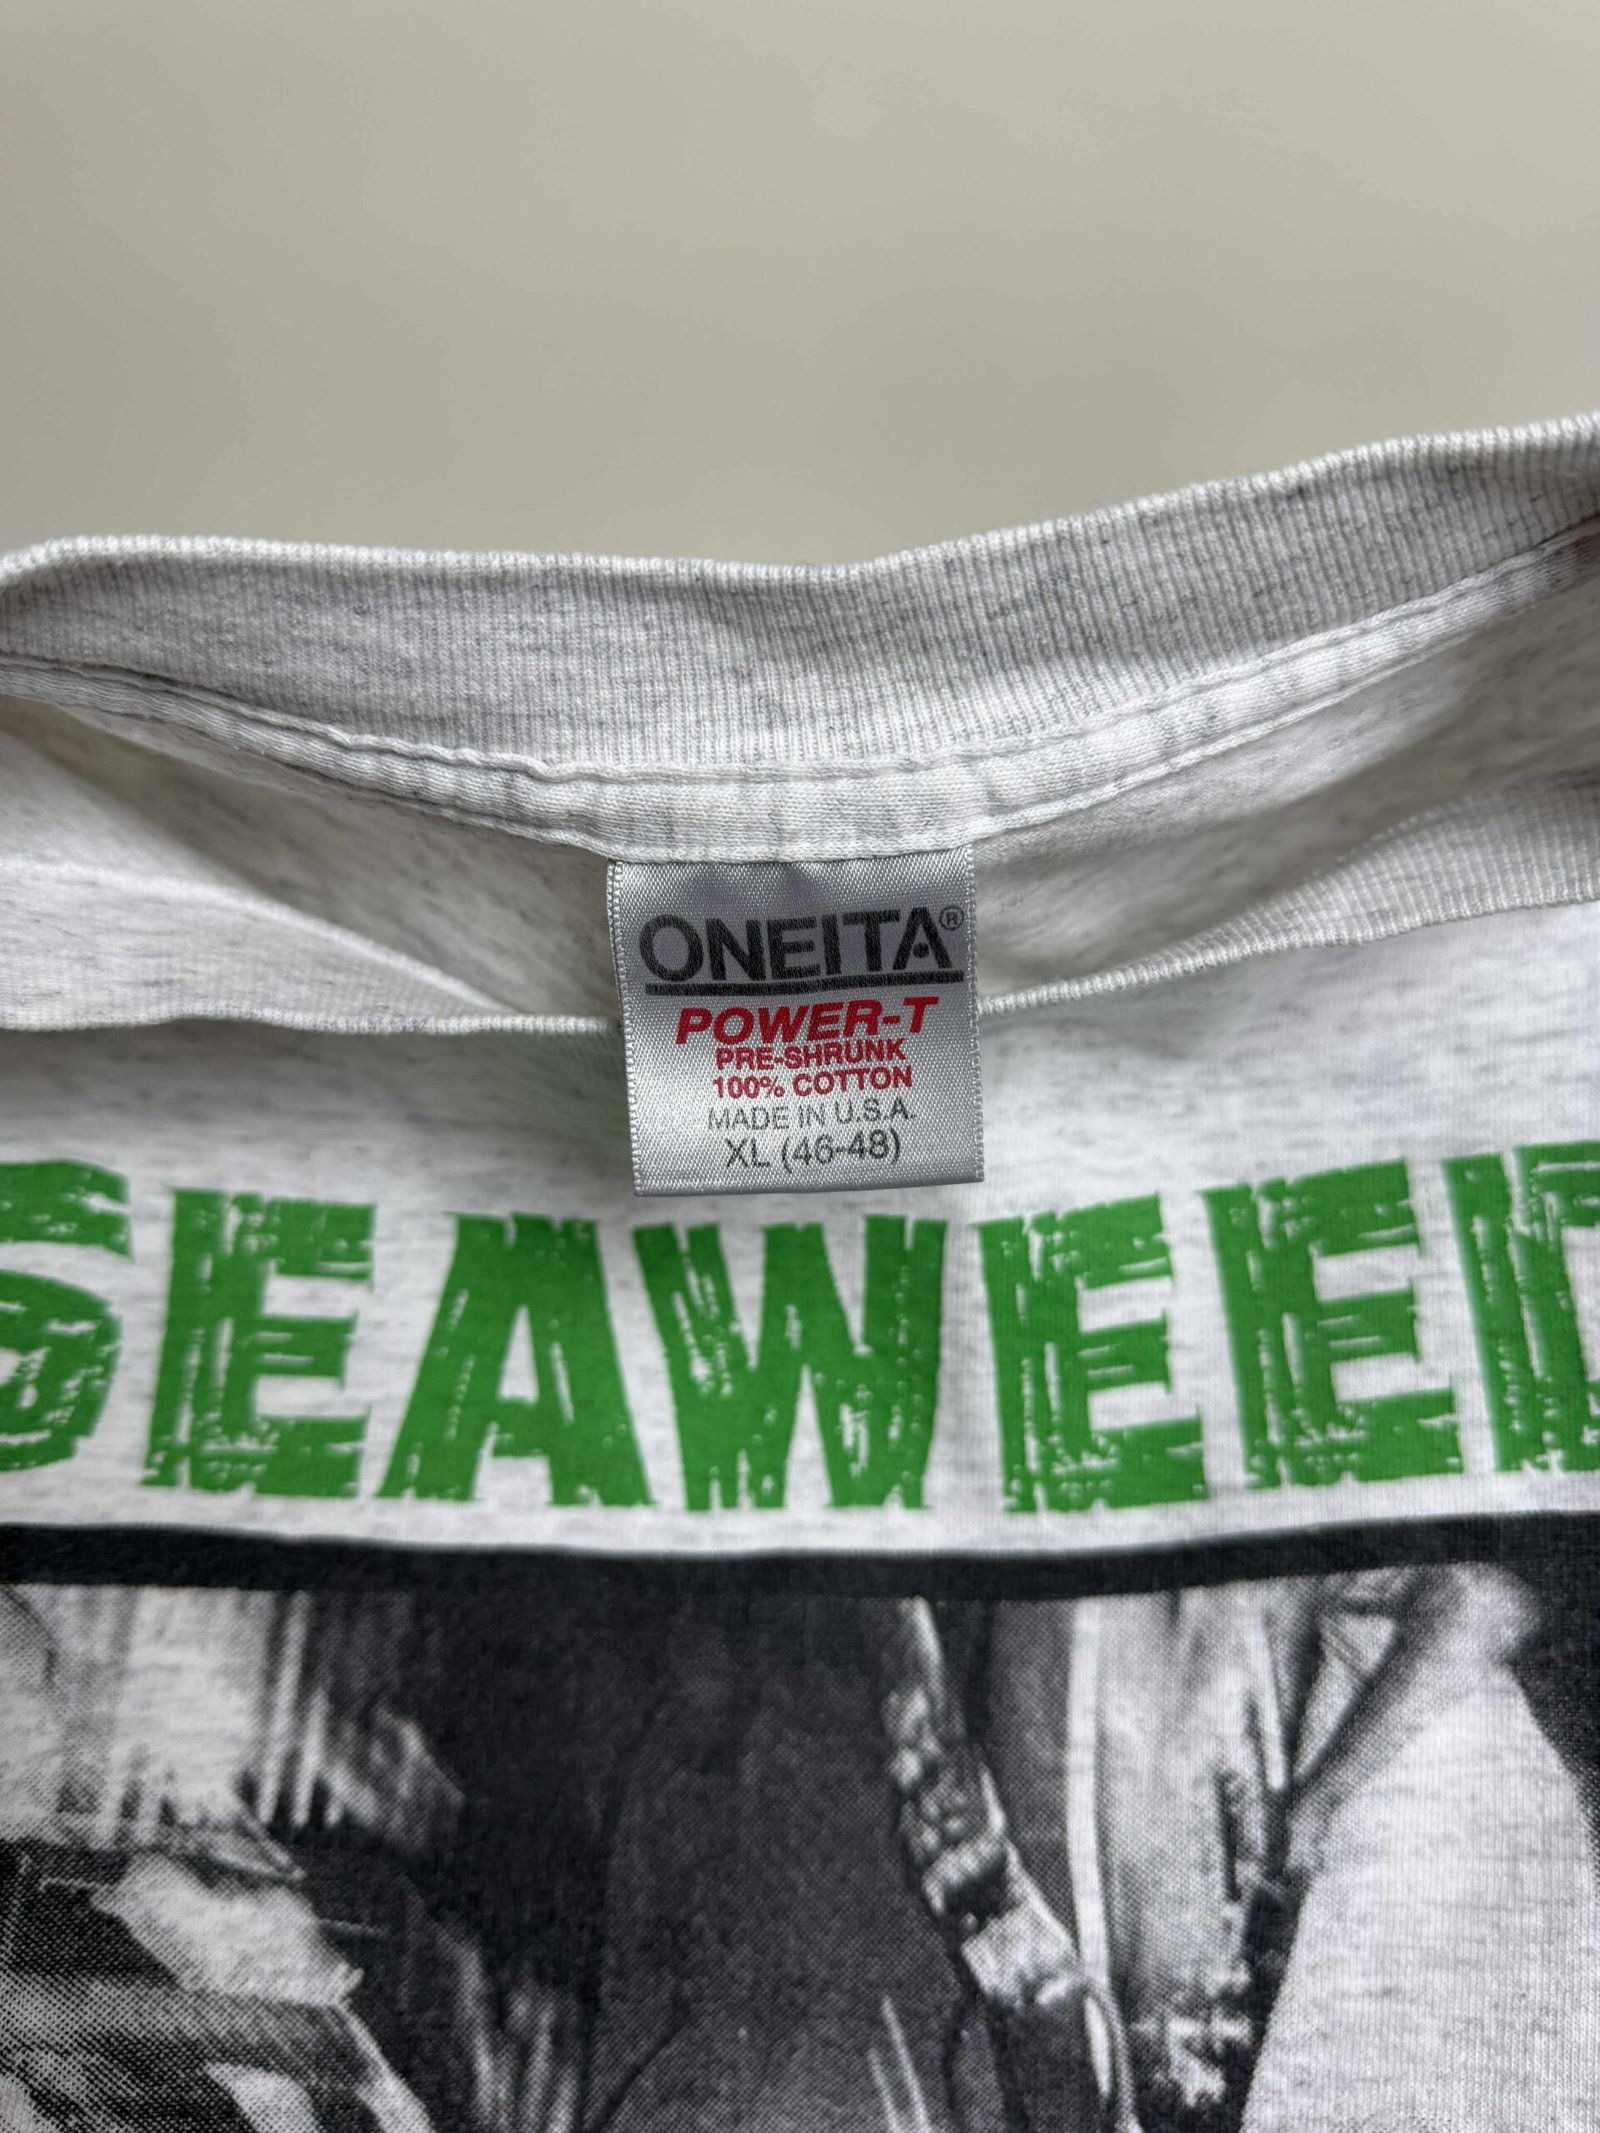 ONEITA®
POWER-T
PRE-SHRUNK
100% COTTON
MADE IN U.S.A.
XL (46-48)
SEAWEED